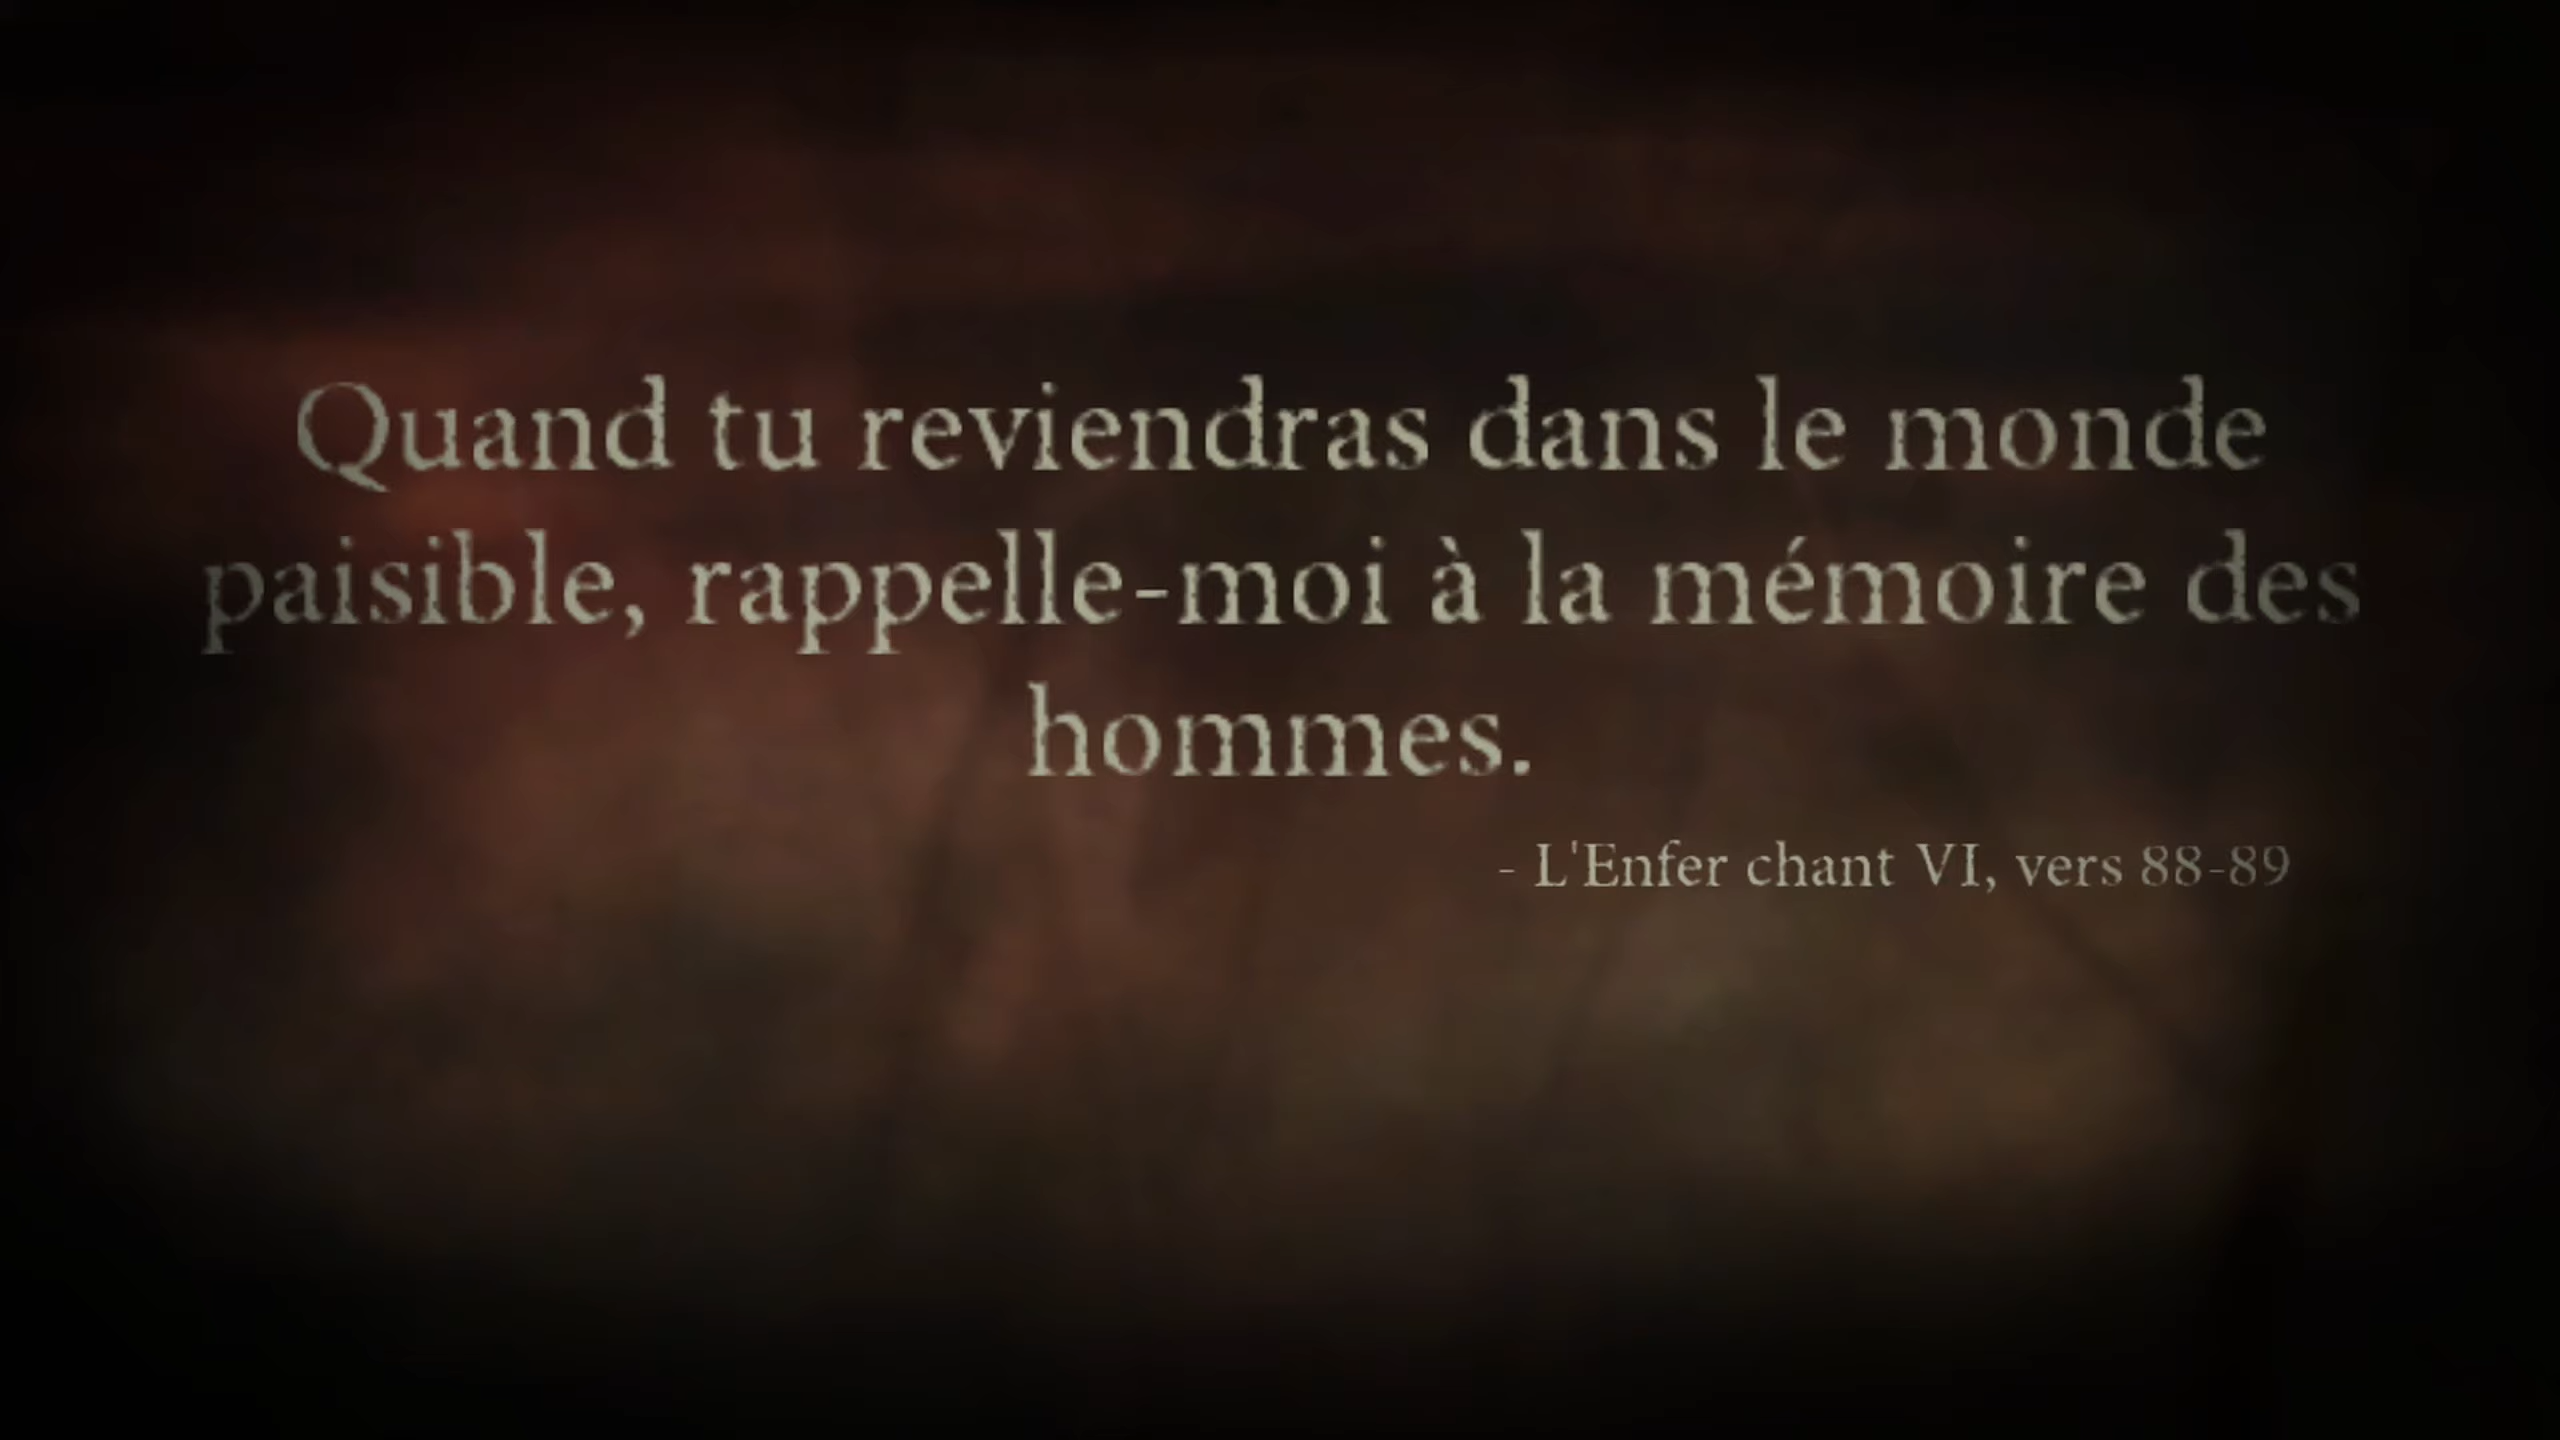 Quand tu reviendras dans le monde
paisible, rappelle-moi à la mémoire des
hommes.
- L'Enfer chant VI, vers 88-89